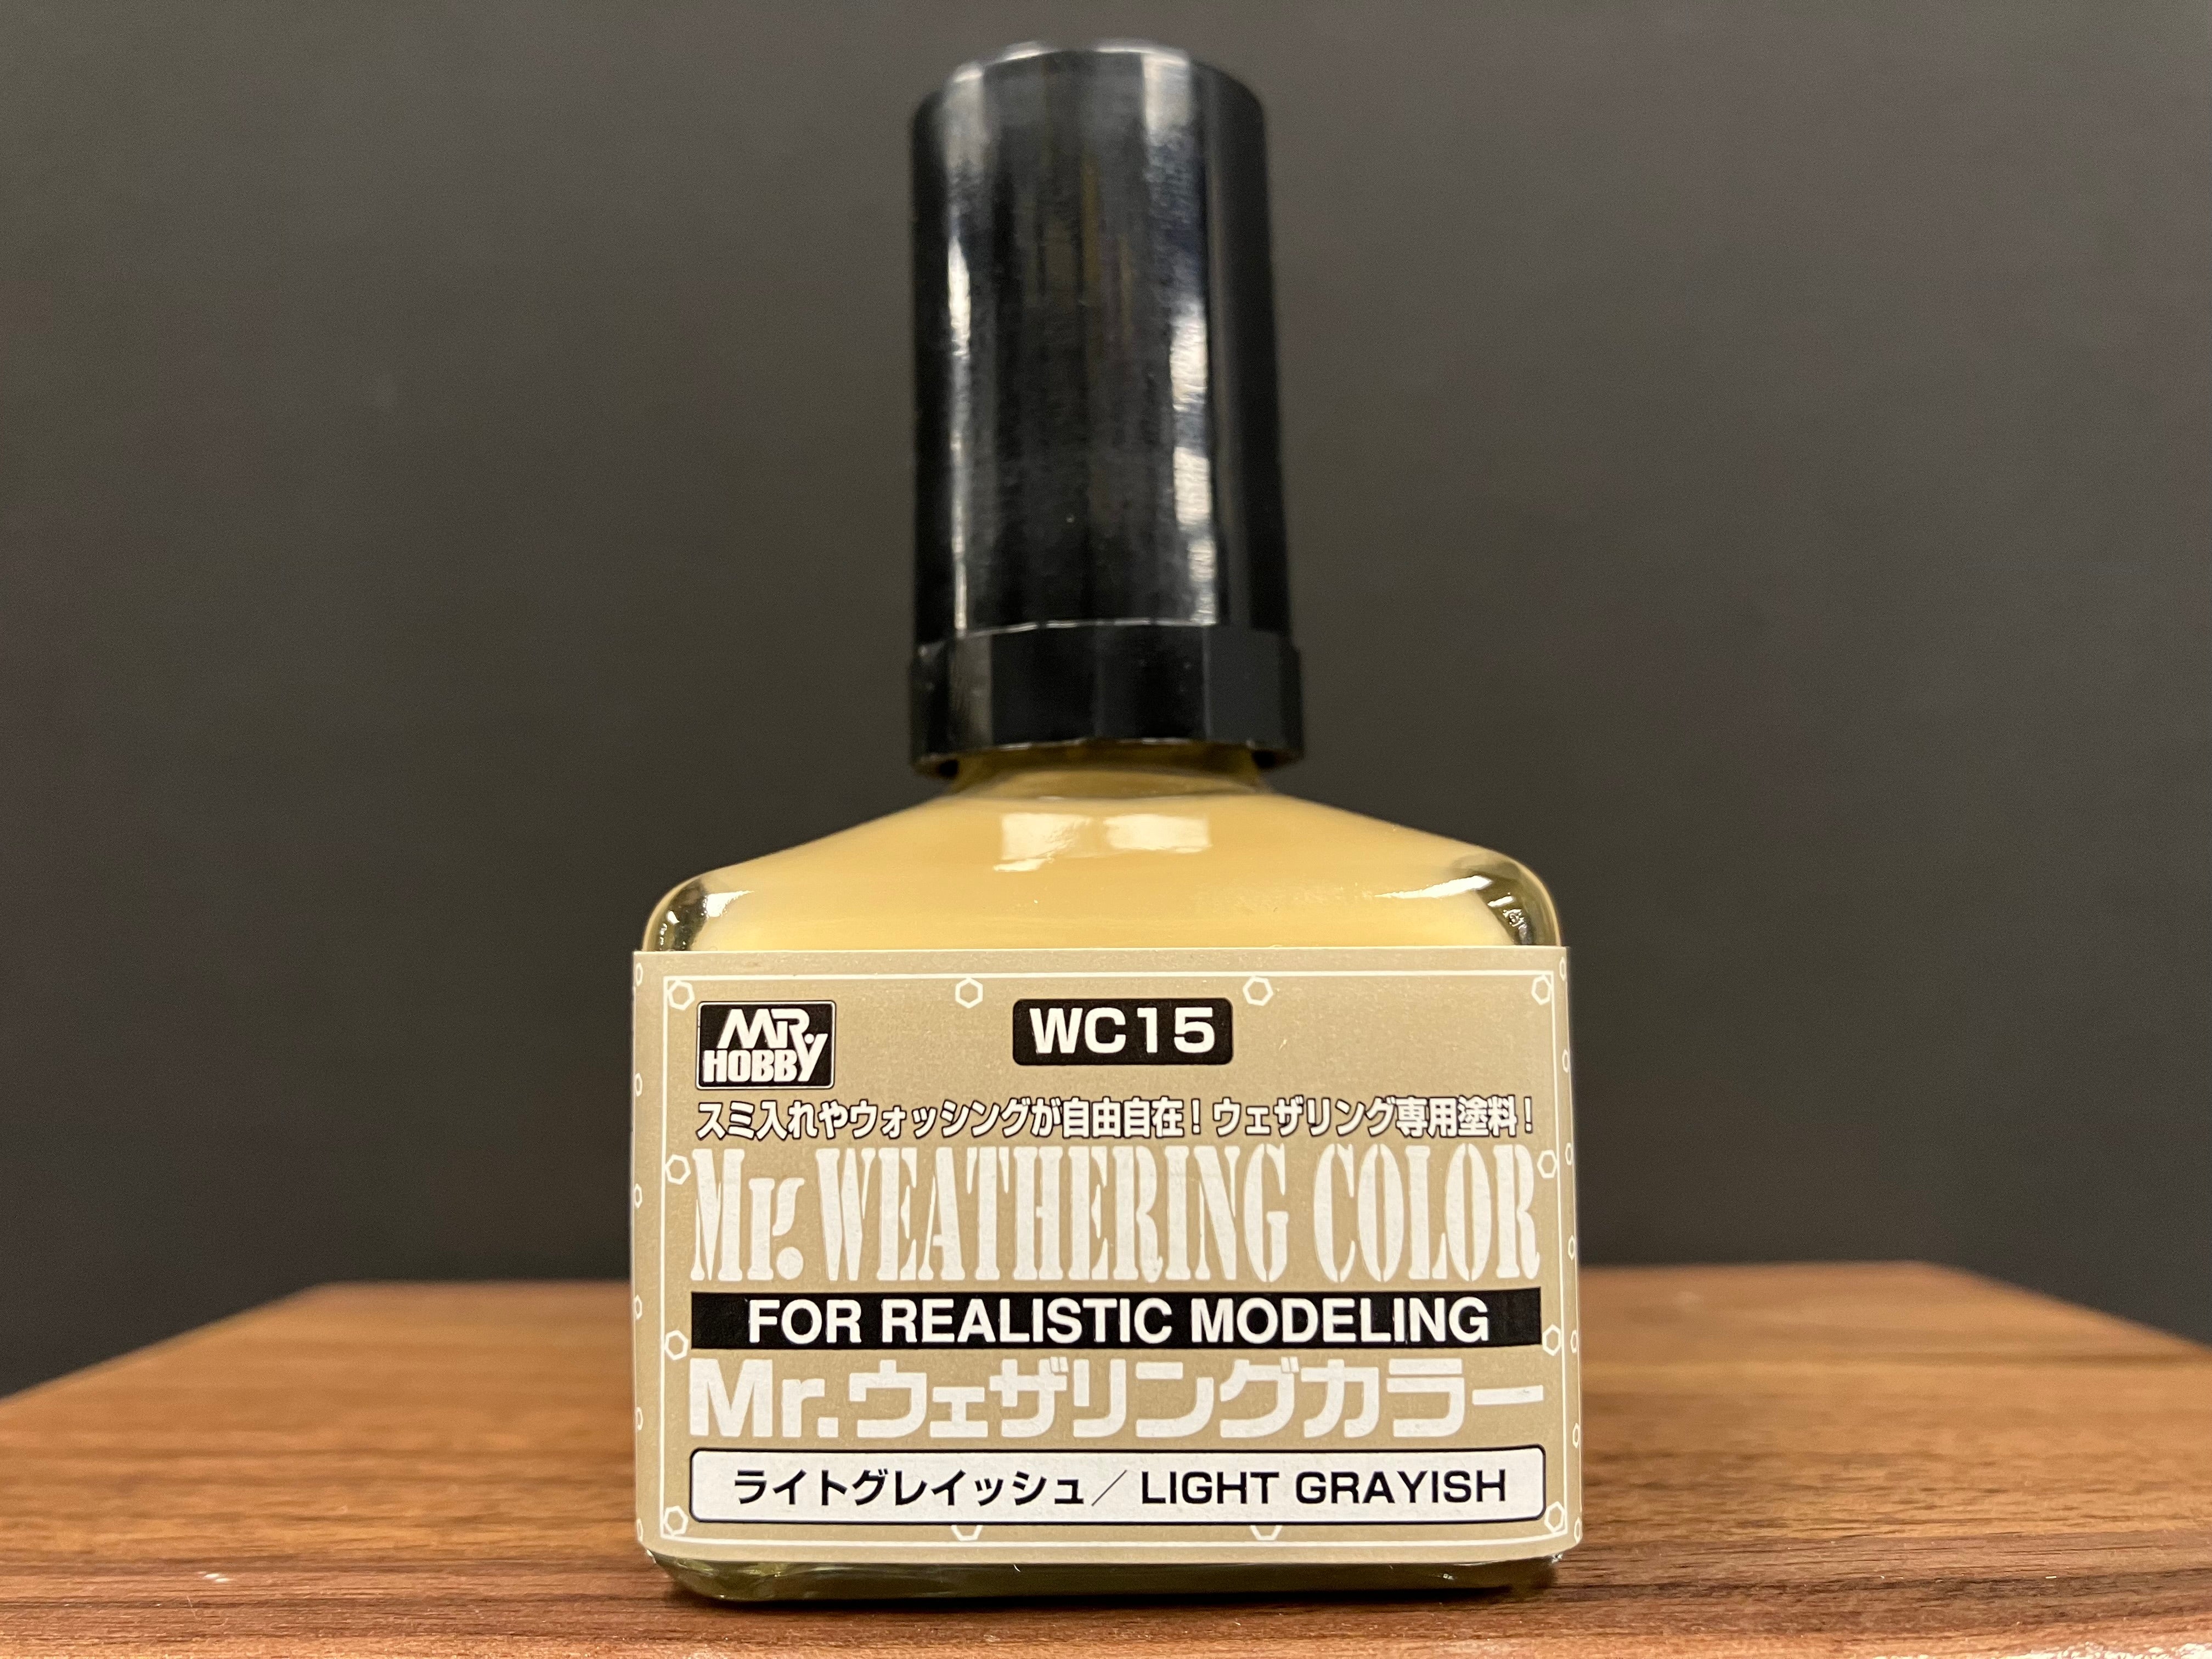 MR. HOBBY
WC15
スミ入れやウォッシングが自由自在！ウェザリング専用塗料！
Mr. WEATHERING COLOR
FOR REALISTIC MODELING
Mr.ウェザリングカラー
ライトグレイッシュ／LIGHT GRAYISH